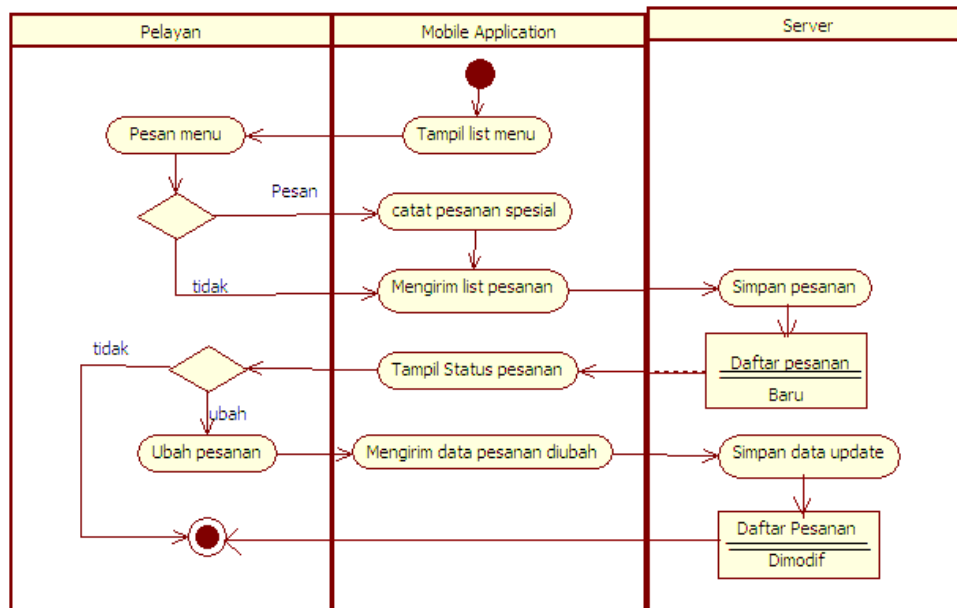 Pelayan
Mobile Application
Server
Tampil list menu
Pesan menu
Pesan
catat pesanan spesial
tidak
Mengirim list pesanan
Simpan pesanan
Daftar pesanan
Baru
Tampil Status pesanan
tidak
ubah
Ubah pesanan
Mengirim data pesanan diubah
Simpan data update
Daftar Pesanan
Dimodif